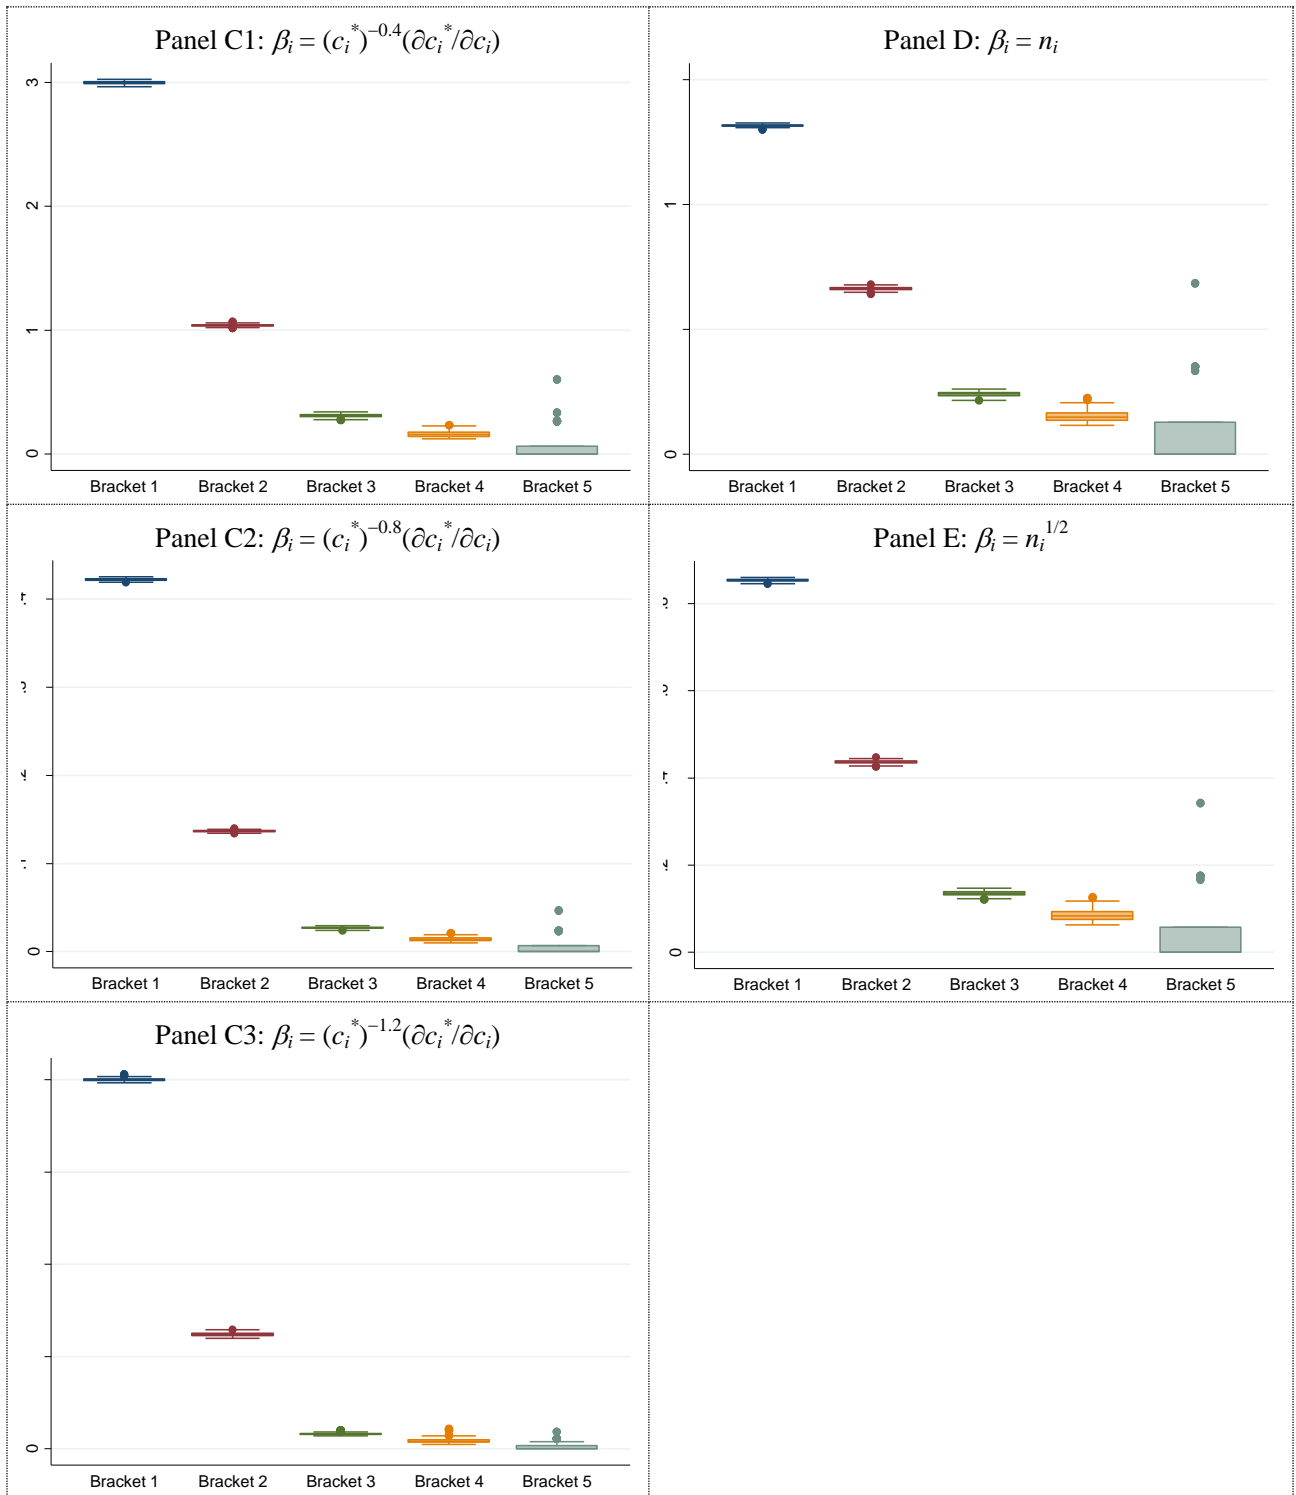 Panel C1: βi = (ci*)−0.4(∂ci*/∂ci)
3
2
1
0
Bracket 1 Bracket 2 Bracket 3 Bracket 4 Bracket 5
Panel D: βi = ni
1
0
Bracket 1 Bracket 2 Bracket 3 Bracket 4 Bracket 5
Panel C2: βi = (ci*)−0.8(∂ci*/∂ci)
0
Bracket 1 Bracket 2 Bracket 3 Bracket 4 Bracket 5
Panel E: βi = ni1/2
0
Bracket 1 Bracket 2 Bracket 3 Bracket 4 Bracket 5
Panel C3: βi = (ci*)−1.2(∂ci*/∂ci)
0
Bracket 1 Bracket 2 Bracket 3 Bracket 4 Bracket 5